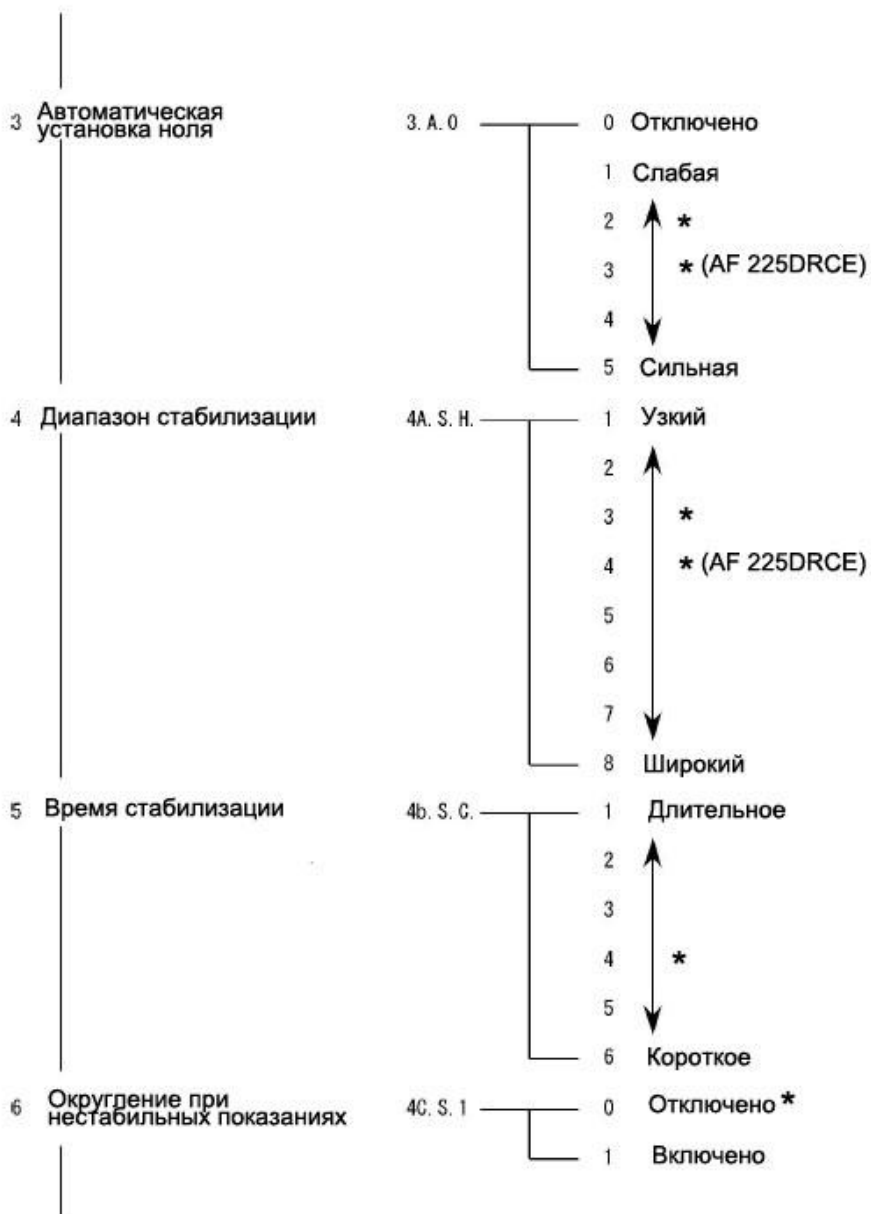 3 Автоматическая
установка ноля
3. A. 0
0 Отключено
1 Слабая
2 *
3 * (AF 225DRCE)
4
5 Сильная
4 Диапазон стабилизации
4A. S. H.
1 Узкий
2
3 *
4 * (AF 225DRCE)
5
6
7
8 Широкий
5 Время стабилизации
4b. S. C.
1 Длительное
2
3
4 *
5
6 Короткое
6 Округление при
нестабильных показаниях
4C. S. 1
0 Отключено *
1 Включено